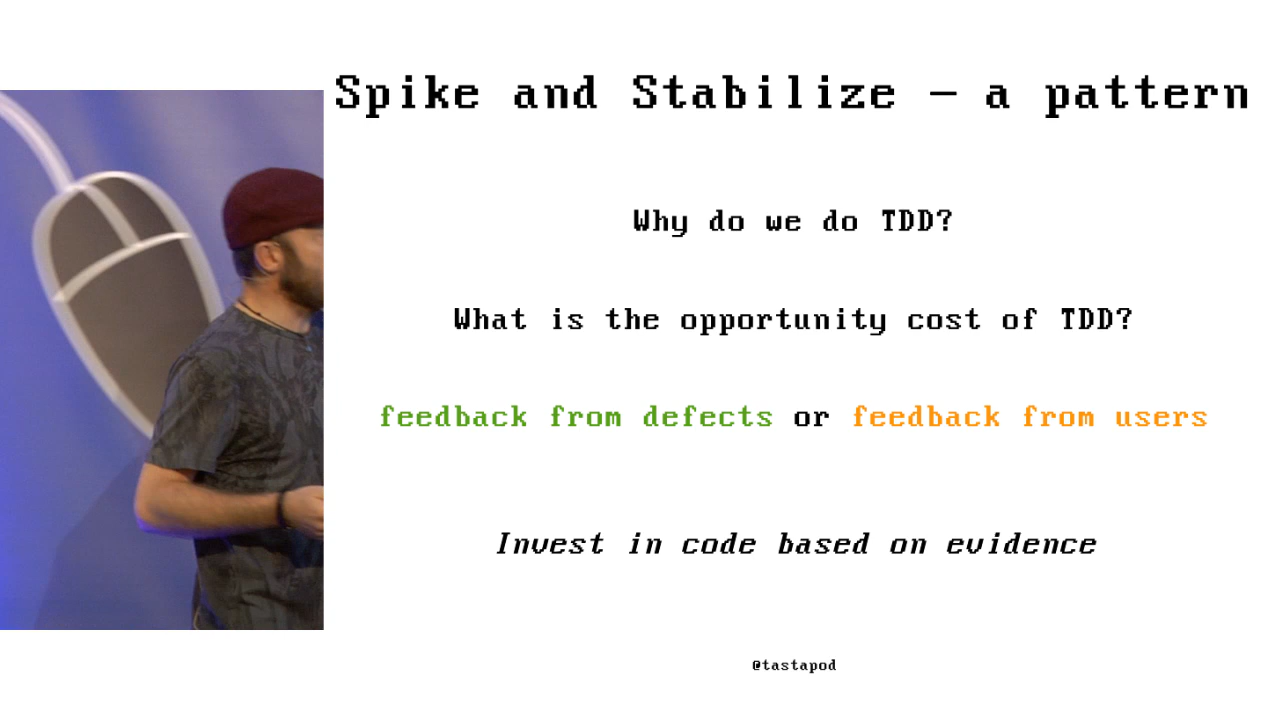 Spike and Stabilize – a pattern
Why do we do TDD?
What is the opportunity cost of TDD?
feedback from defects or feedback from users
Invest in code based on evidence
@tastapod